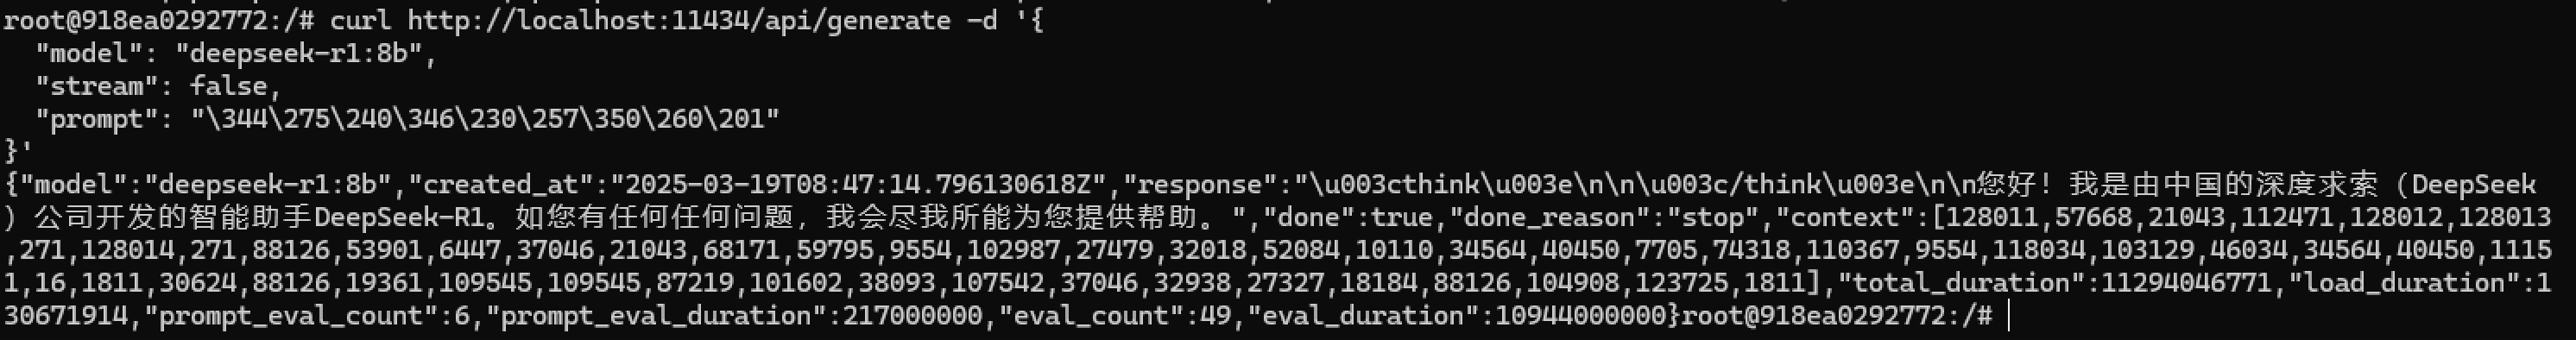 root@918ea0292772:/# curl http://localhost:11434/api/generate -d '{
  "model": "deepseek-r1:8b",
  "stream": false,
  "prompt": "\344\275\240\346\230\257\350\260\201"
}'
{"model":"deepseek-r1:8b","created_at":"2025-03-19T08:47:14.796130618Z","response":"\u003cthink\u003e\n\n\u003c/think\u003e\n\n您好！我是由中国的深度求索（DeepSeek
）公司开发的智能助手DeepSeek-R1。如您有任何任何问题，我会尽我所能为您提供帮助。","done":true,"done_reason":"stop","context":[128011,57668,21043,112471,128012,128013
,271,128014,271,88126,53901,6447,37046,21043,68171,59795,9554,102987,27479,32018,52084,10110,34564,40450,7705,74318,110367,9554,118034,103129,46034,34564,40450,1115
1,16,1811,30624,88126,19361,109545,109545,87219,101602,38093,107542,37046,32938,27327,18184,88126,104908,123725,1811],"total_duration":11294046771,"load_duration":1
30671914,"prompt_eval_count":6,"prompt_eval_duration":217000000,"eval_count":49,"eval_duration":10944000000}root@918ea0292772:/#